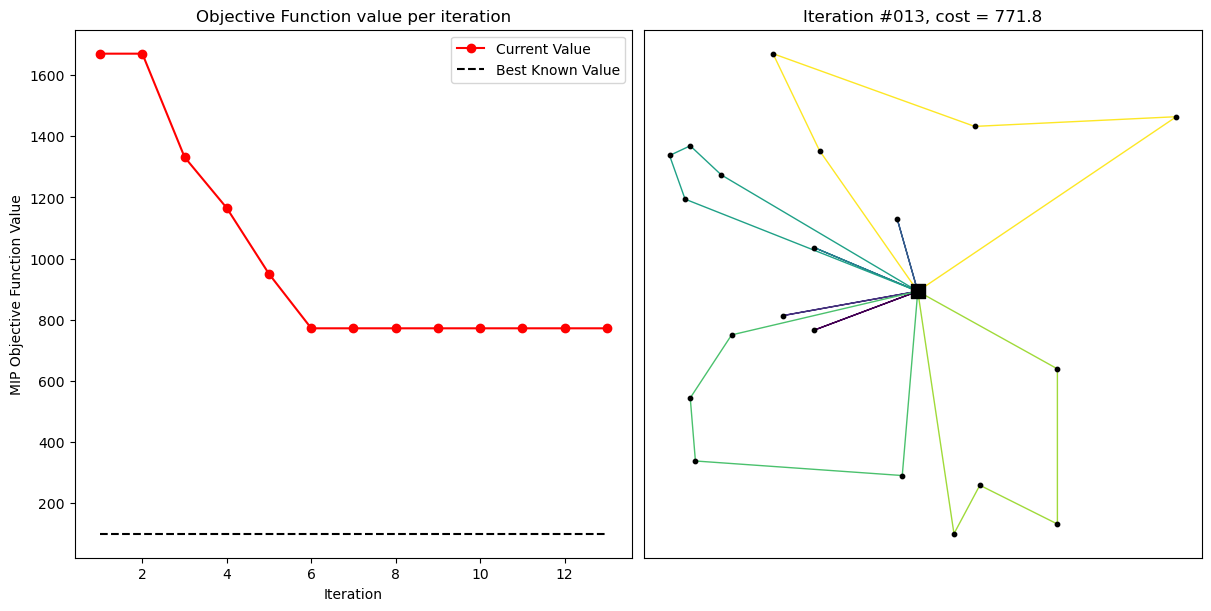 Objective Function value per iteration
Current Value
Best Known Value
MIP Objective Function Value
1600
1400
1200
1000
800
600
400
200
2 4 6 8 10 12
Iteration
Iteration #013, cost = 771.8